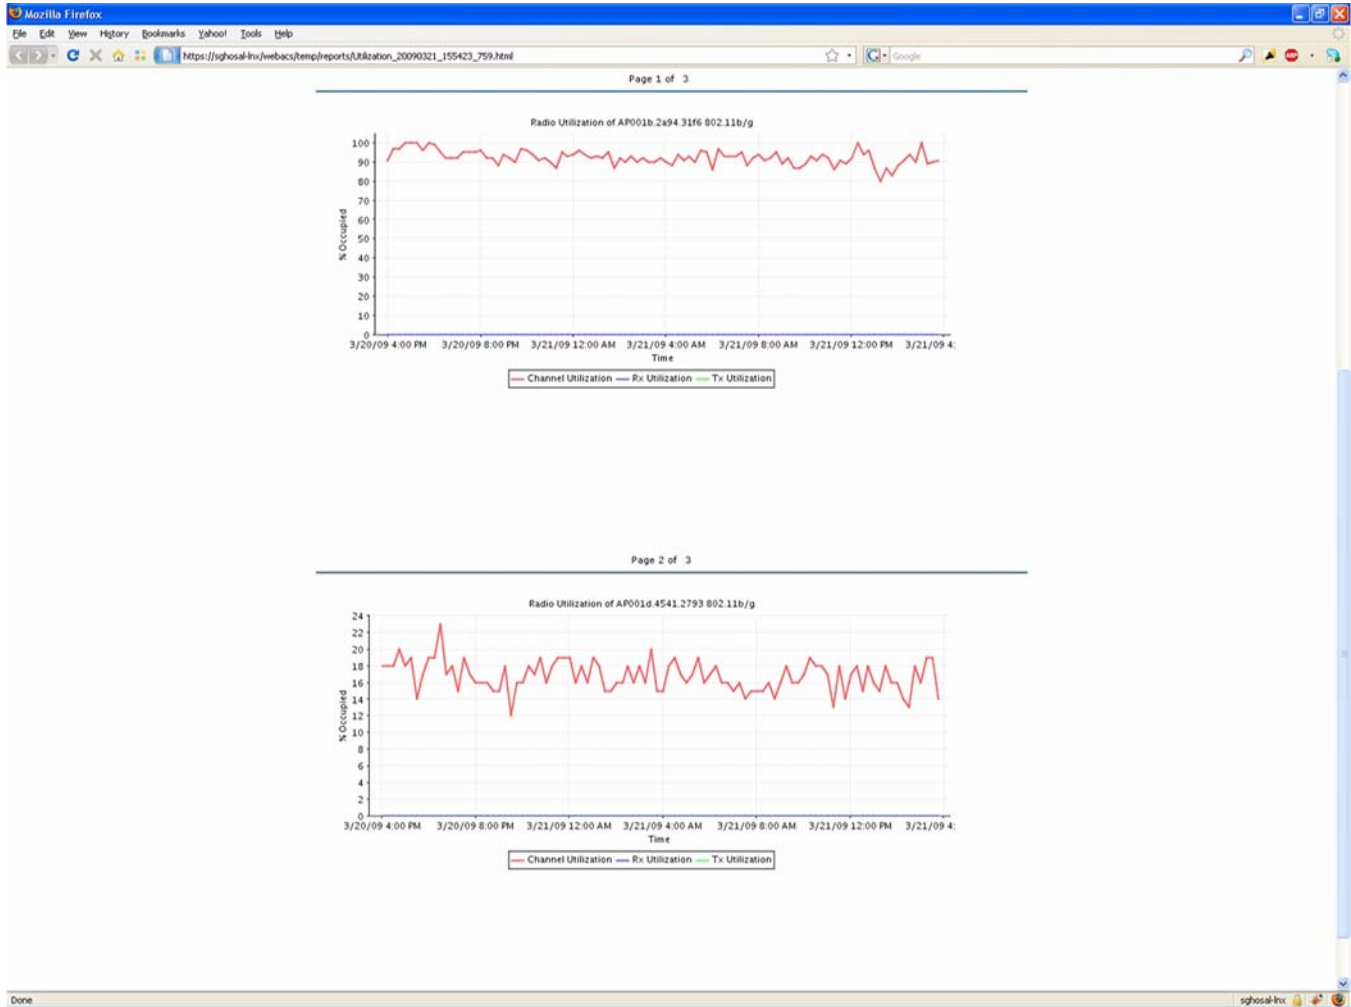 Mozilla Firefox
File Edit View History Bookmarks Yahoo! Tools Help
https://sghosal-lnx/webacs/temp/reports/Utilization_20090321_155423_759.html
Google
ABP
Page 1 of 3
Radio Utilization of AP001b.2a94.31f6 802.11b/g
100
90
80
70
60
50
40
30
20
10
0
% Occupied
3/20/09 4:00 PM 3/20/09 8:00 PM 3/21/09 12:00 AM 3/21/09 4:00 AM 3/21/09 8:00 AM 3/21/09 12:00 PM 3/21/09 4:
Time
Channel Utilization Rx Utilization Tx Utilization
Page 2 of 3
Radio Utilization of AP001d.4541.2793 802.11b/g
24
22
20
18
16
14
12
10
8
6
4
2
0
% Occupied
3/20/09 4:00 PM 3/20/09 8:00 PM 3/21/09 12:00 AM 3/21/09 4:00 AM 3/21/09 8:00 AM 3/21/09 12:00 PM 3/21/09 4:
Time
Channel Utilization Rx Utilization Tx Utilization
Done
sghosal-lnx